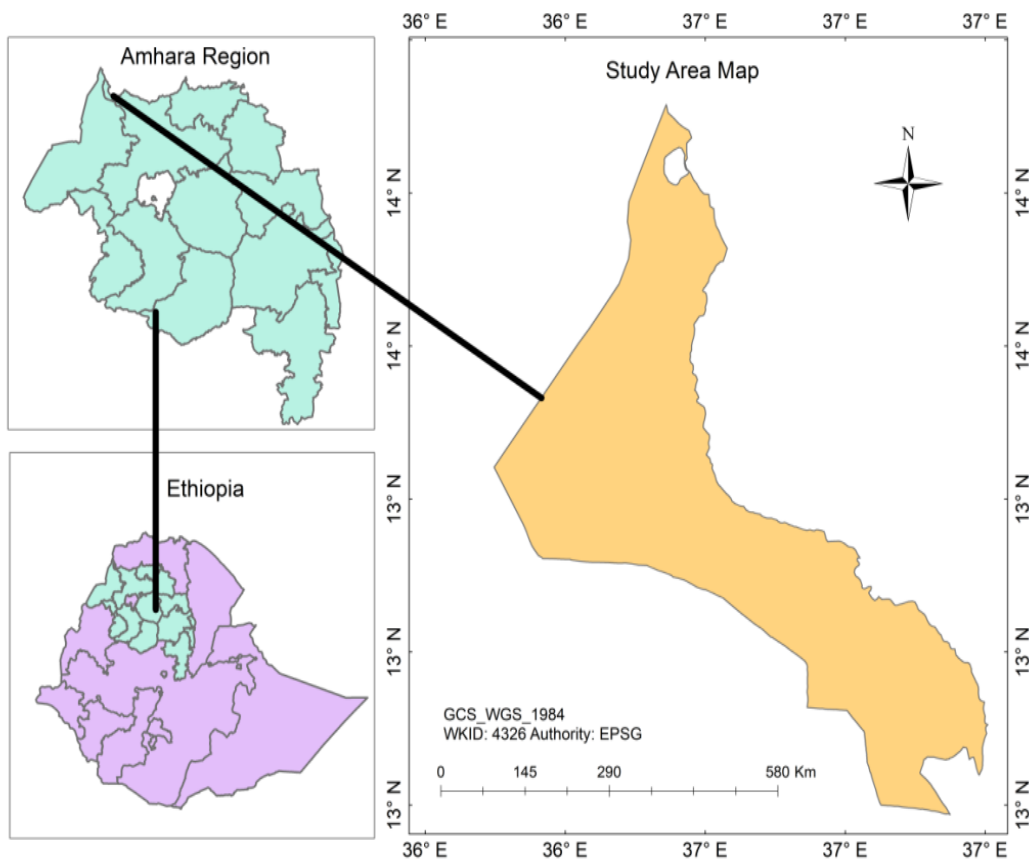 36° E 36° E 37° E 37° E 37° E
Amhara Region
Study Area Map
N
14° N 14° N
14° N 14° N
13° N 13° N
Ethiopia
13° N 13° N
GCS_WGS_1984
WKID: 4326 Authority: EPSG
0 145 290 580 Km
13° N 13° N
36° E 36° E 37° E 37° E 37° E